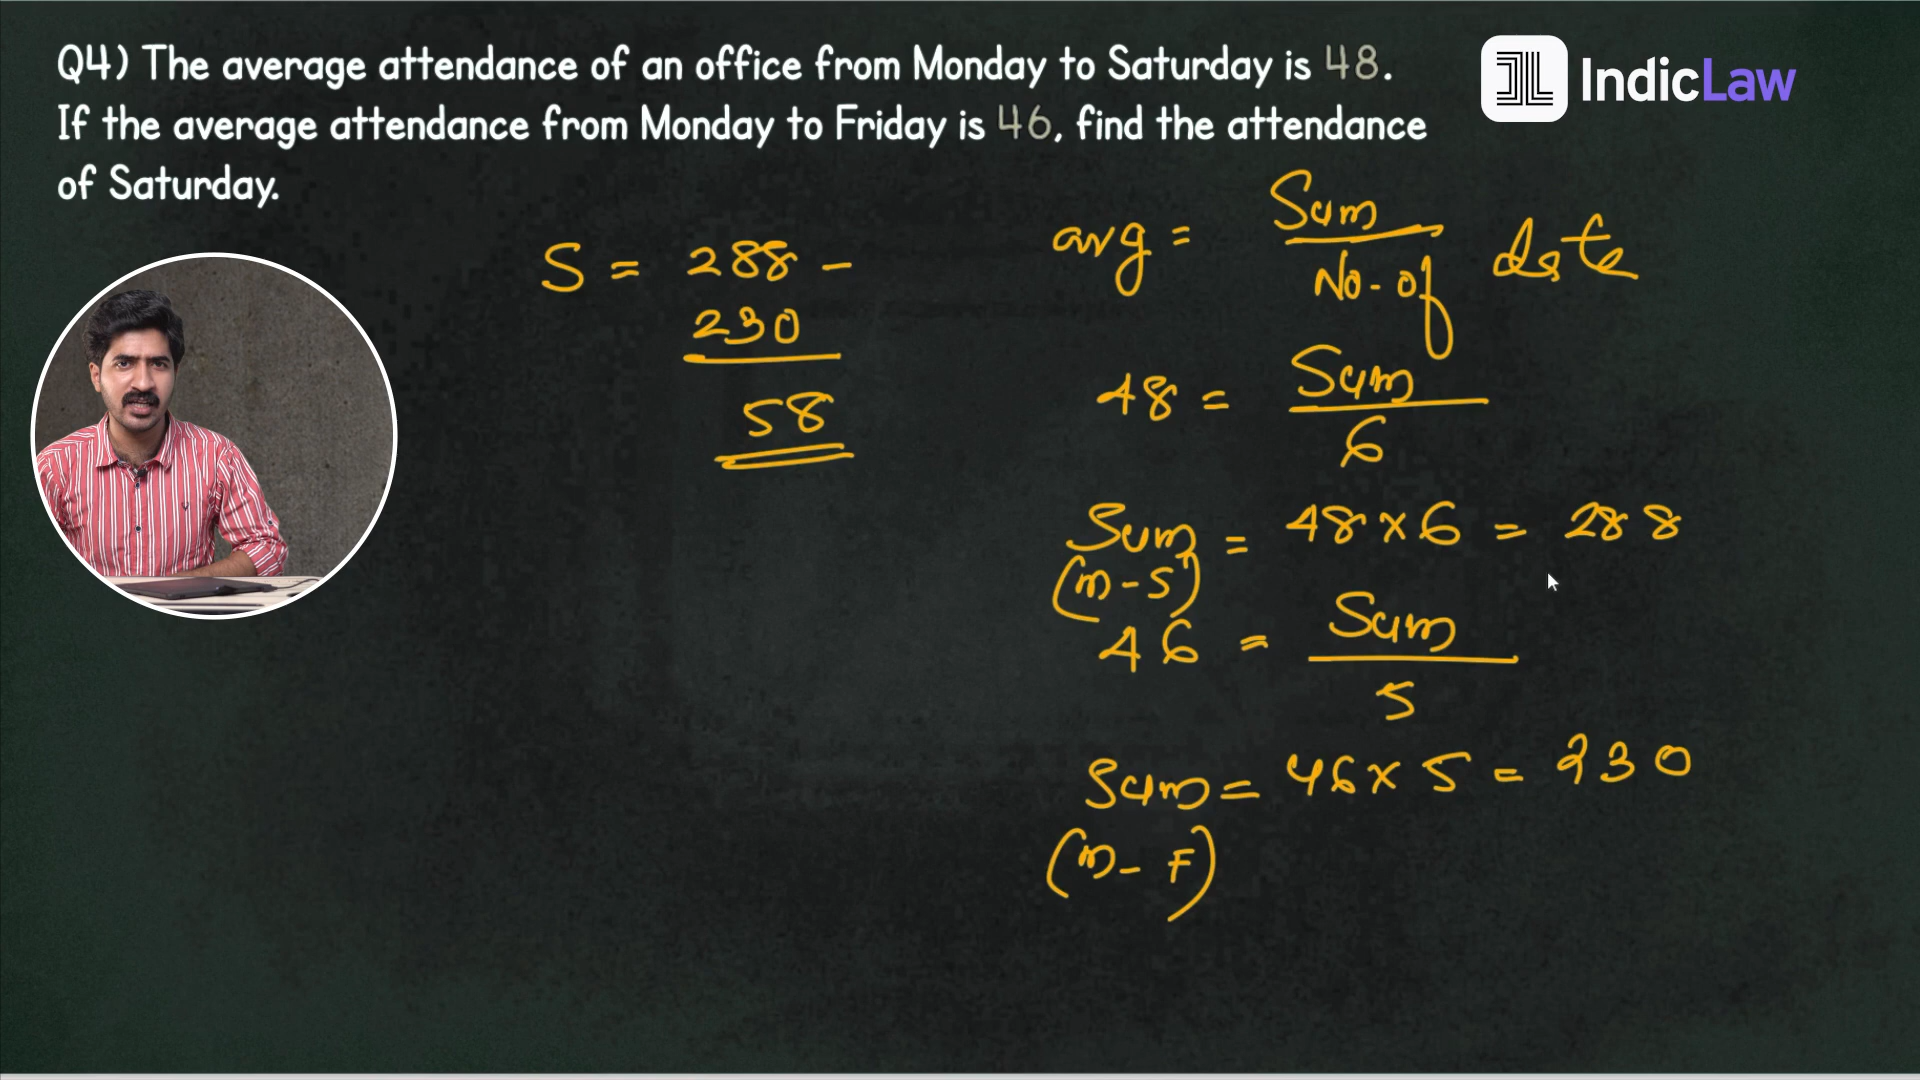 Q4) The average attendance of an office from Monday to Saturday is 48.
If the average attendance from Monday to Friday is 46, find the attendance
of Saturday.
IndicLaw
S = 288 -
230
58
avg = Sum
No. of date
48 = Sum
6
Sum = 48 x 6 = 288
(m-S)
46 = Sum
5
Sum = 46 x 5 = 230
(m-F)